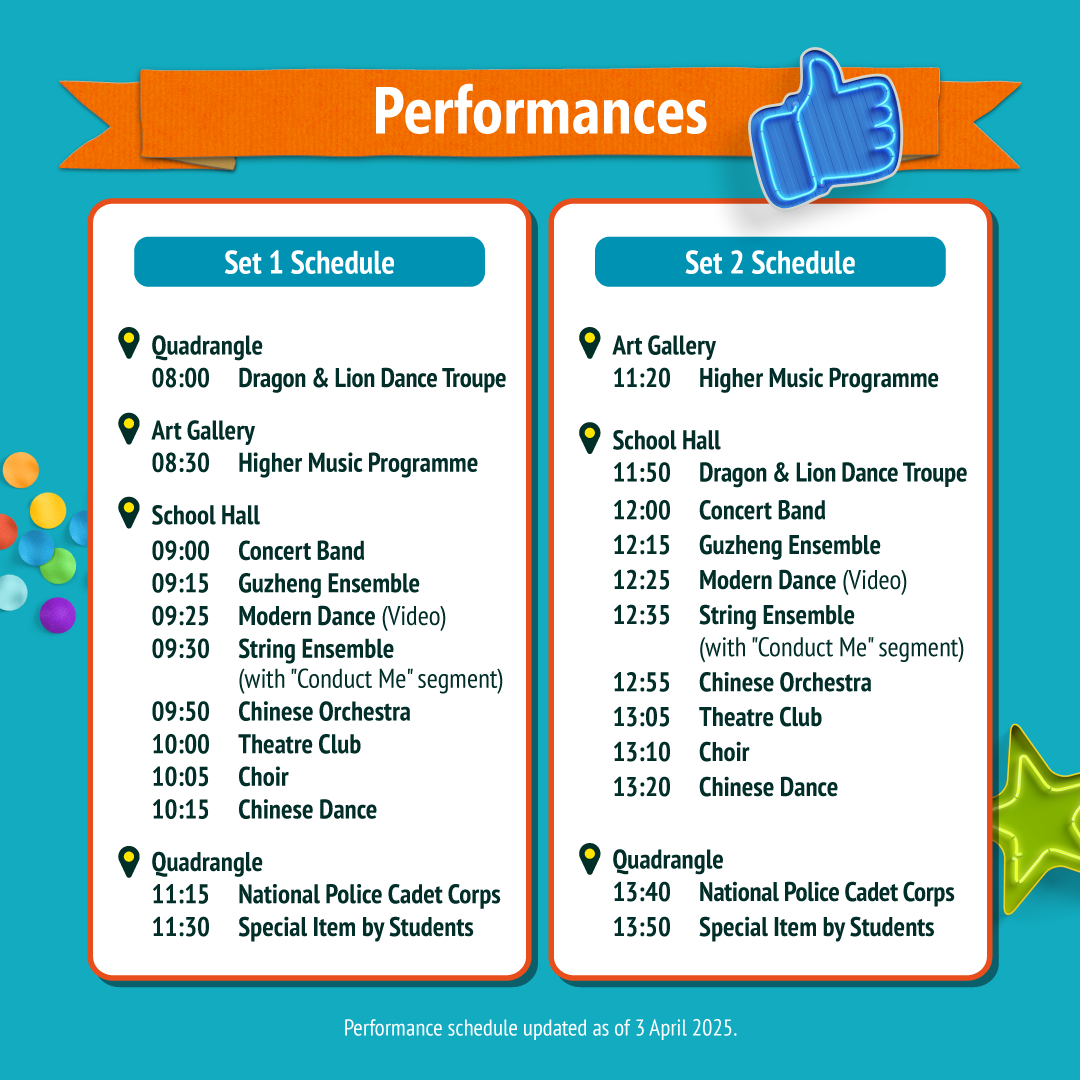 Performances
Set 1 Schedule
Quadrangle
08:00 Dragon & Lion Dance Troupe
Art Gallery
08:30 Higher Music Programme
School Hall
09:00 Concert Band
09:15 Guzheng Ensemble
09:25 Modern Dance (Video)
09:30 String Ensemble
(with "Conduct Me" segment)
09:50 Chinese Orchestra
10:00 Theatre Club
10:05 Choir
10:15 Chinese Dance
Quadrangle
11:15 National Police Cadet Corps
11:30 Special Item by Students
Set 2 Schedule
Art Gallery
11:20 Higher Music Programme
School Hall
11:50 Dragon & Lion Dance Troupe
12:00 Concert Band
12:15 Guzheng Ensemble
12:25 Modern Dance (Video)
12:35 String Ensemble
(with "Conduct Me" segment)
12:55 Chinese Orchestra
13:05 Theatre Club
13:10 Choir
13:20 Chinese Dance
Quadrangle
13:40 National Police Cadet Corps
13:50 Special Item by Students
Performance schedule updated as of 3 April 2025.